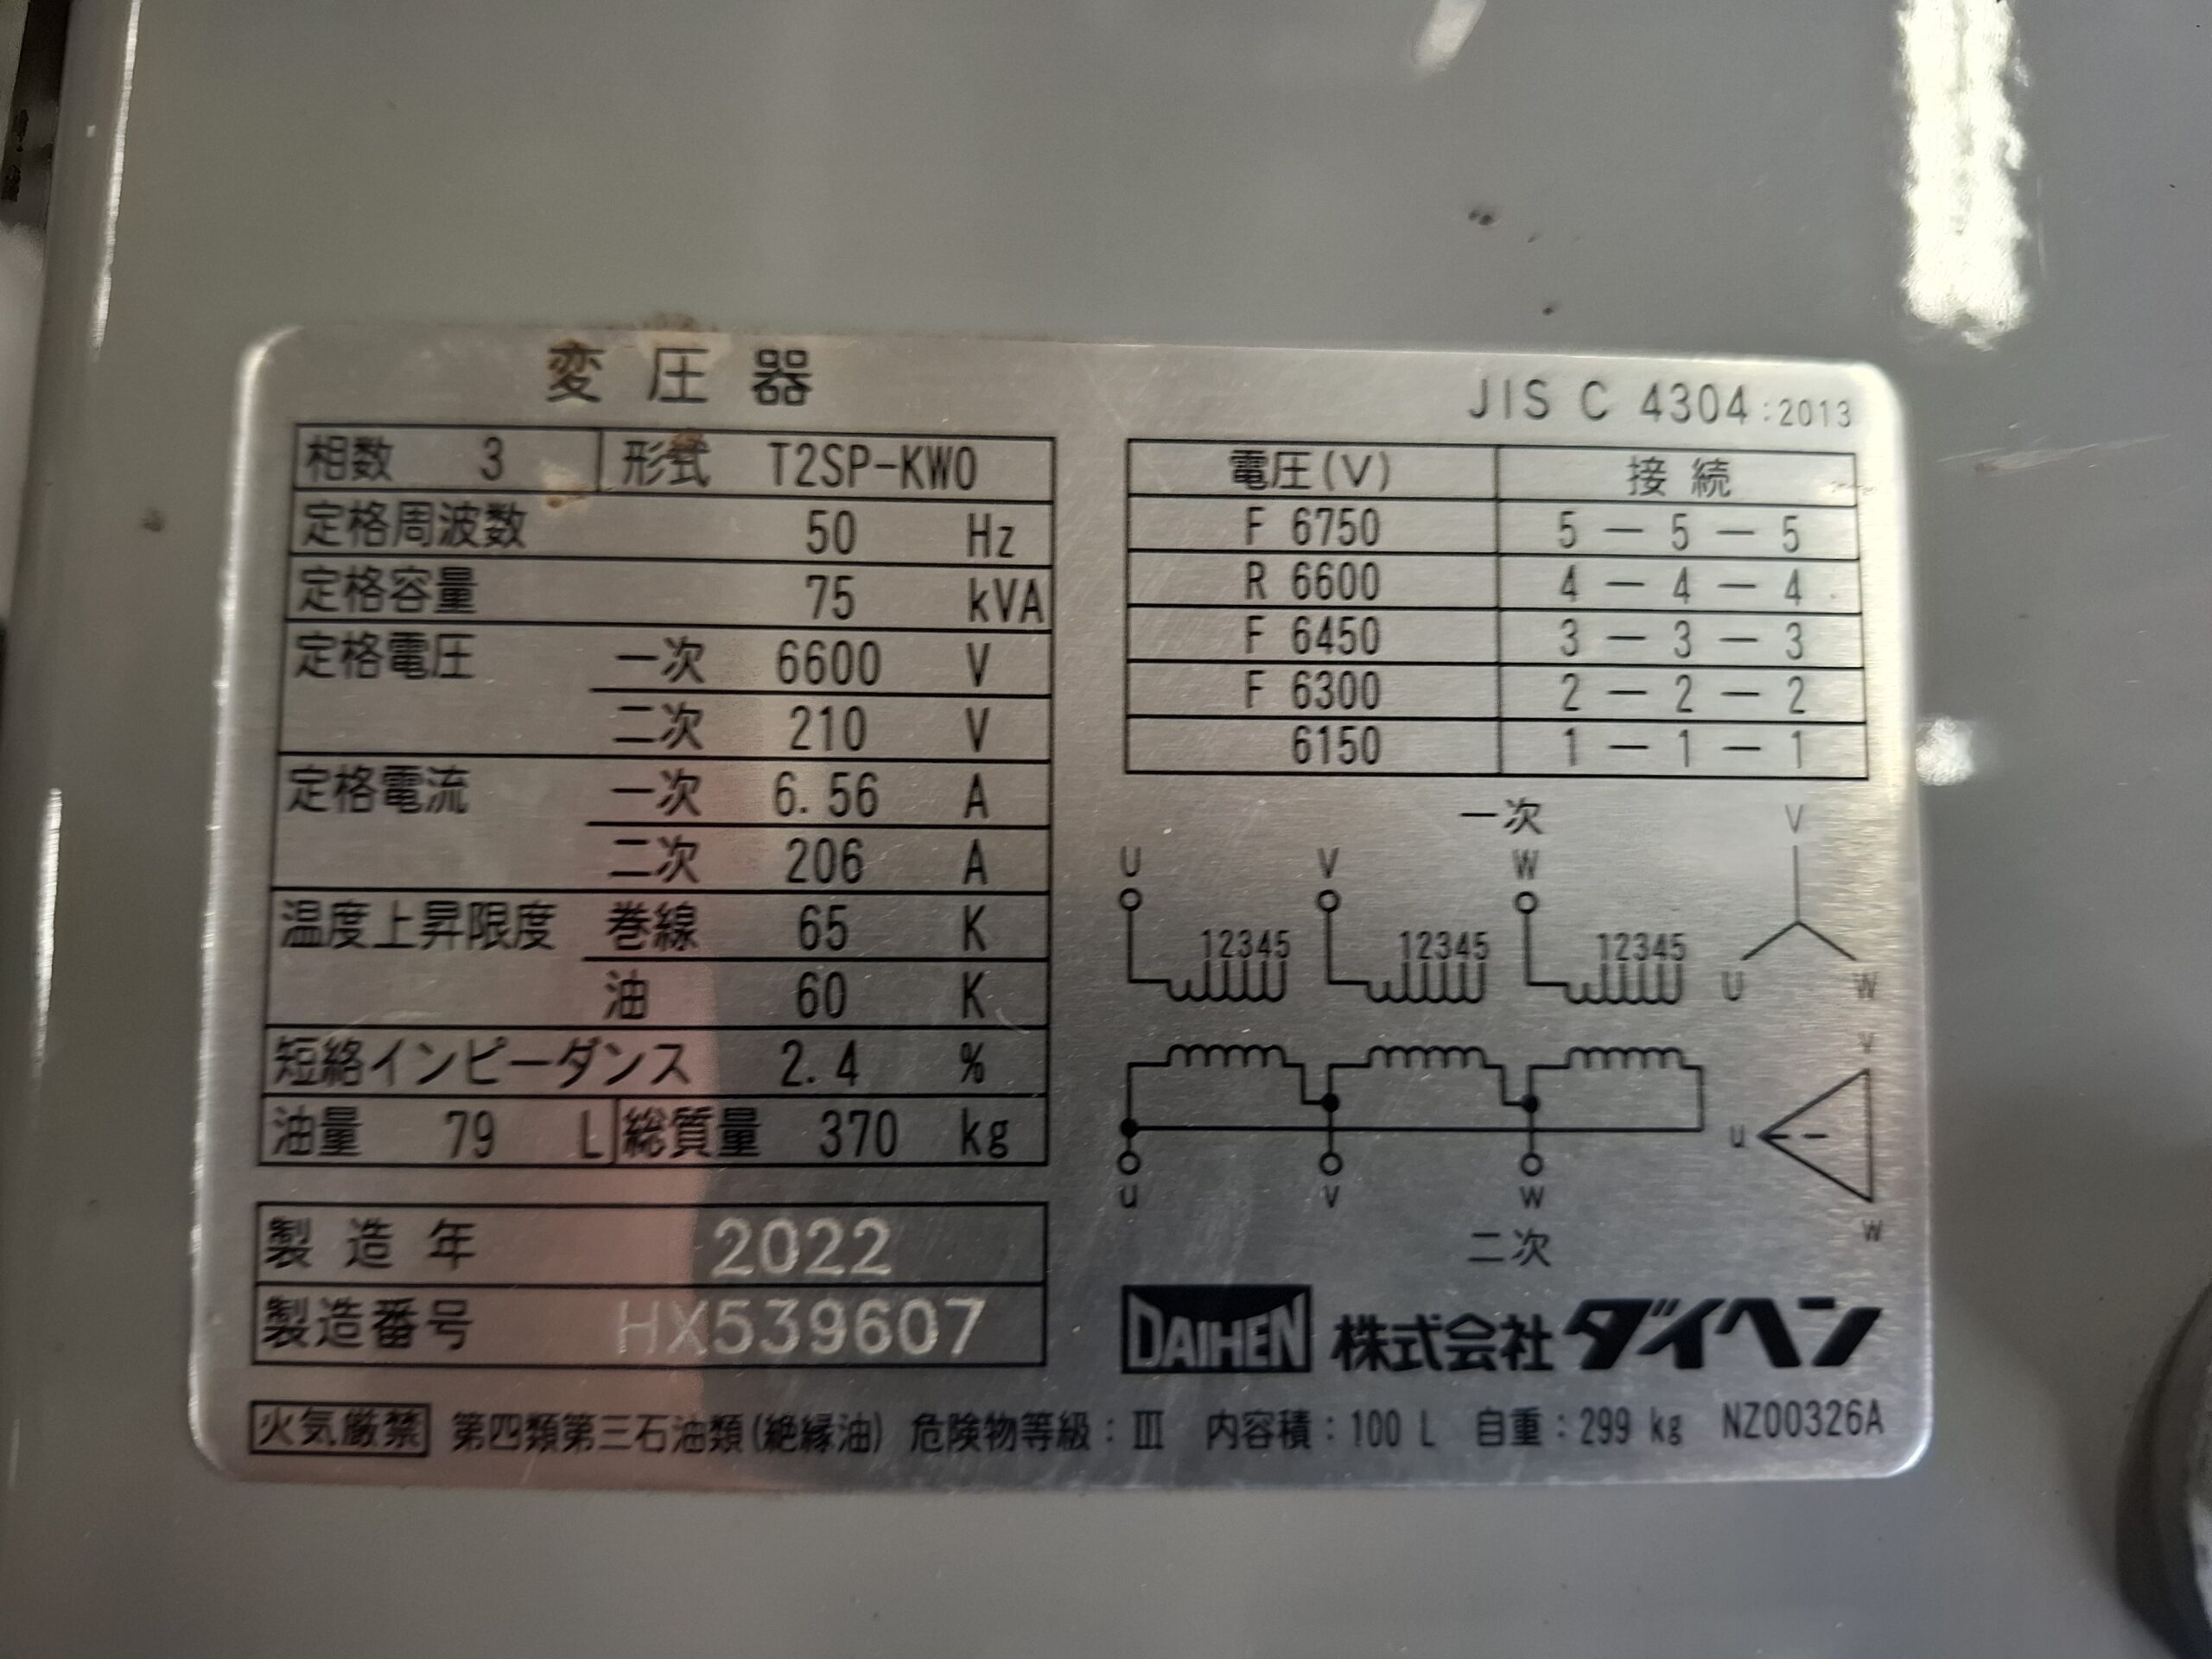 変圧器
JIS C 4304:2013
相数 3 形式 T2SP-KW0
定格周波数 50 Hz
定格容量 75 kVA
定格電圧 一次 6600 V
二次 210 V
定格電流 一次 6.56 A
二次 206 A
温度上昇限度 巻線 65 K
油 60 K
短絡インピーダンス 2.4 %
油量 79 L 総質量 370 kg
製造年 2022
製造番号 HX539607
電圧(V) 接続
F 6750 5-5-5
R 6600 4-4-4
F 6450 3-3-3
F 6300 2-2-2
6150 1-1-1
一次
U V W
12345 12345 12345
V
U W
u v w
二次
v
u
w
DAIHEN 株式会社ダイヘン
火気厳禁 第四類第三石油類(絶縁油) 危険物等級:III 内容積:100 L 自重:299 kg NZ00326A